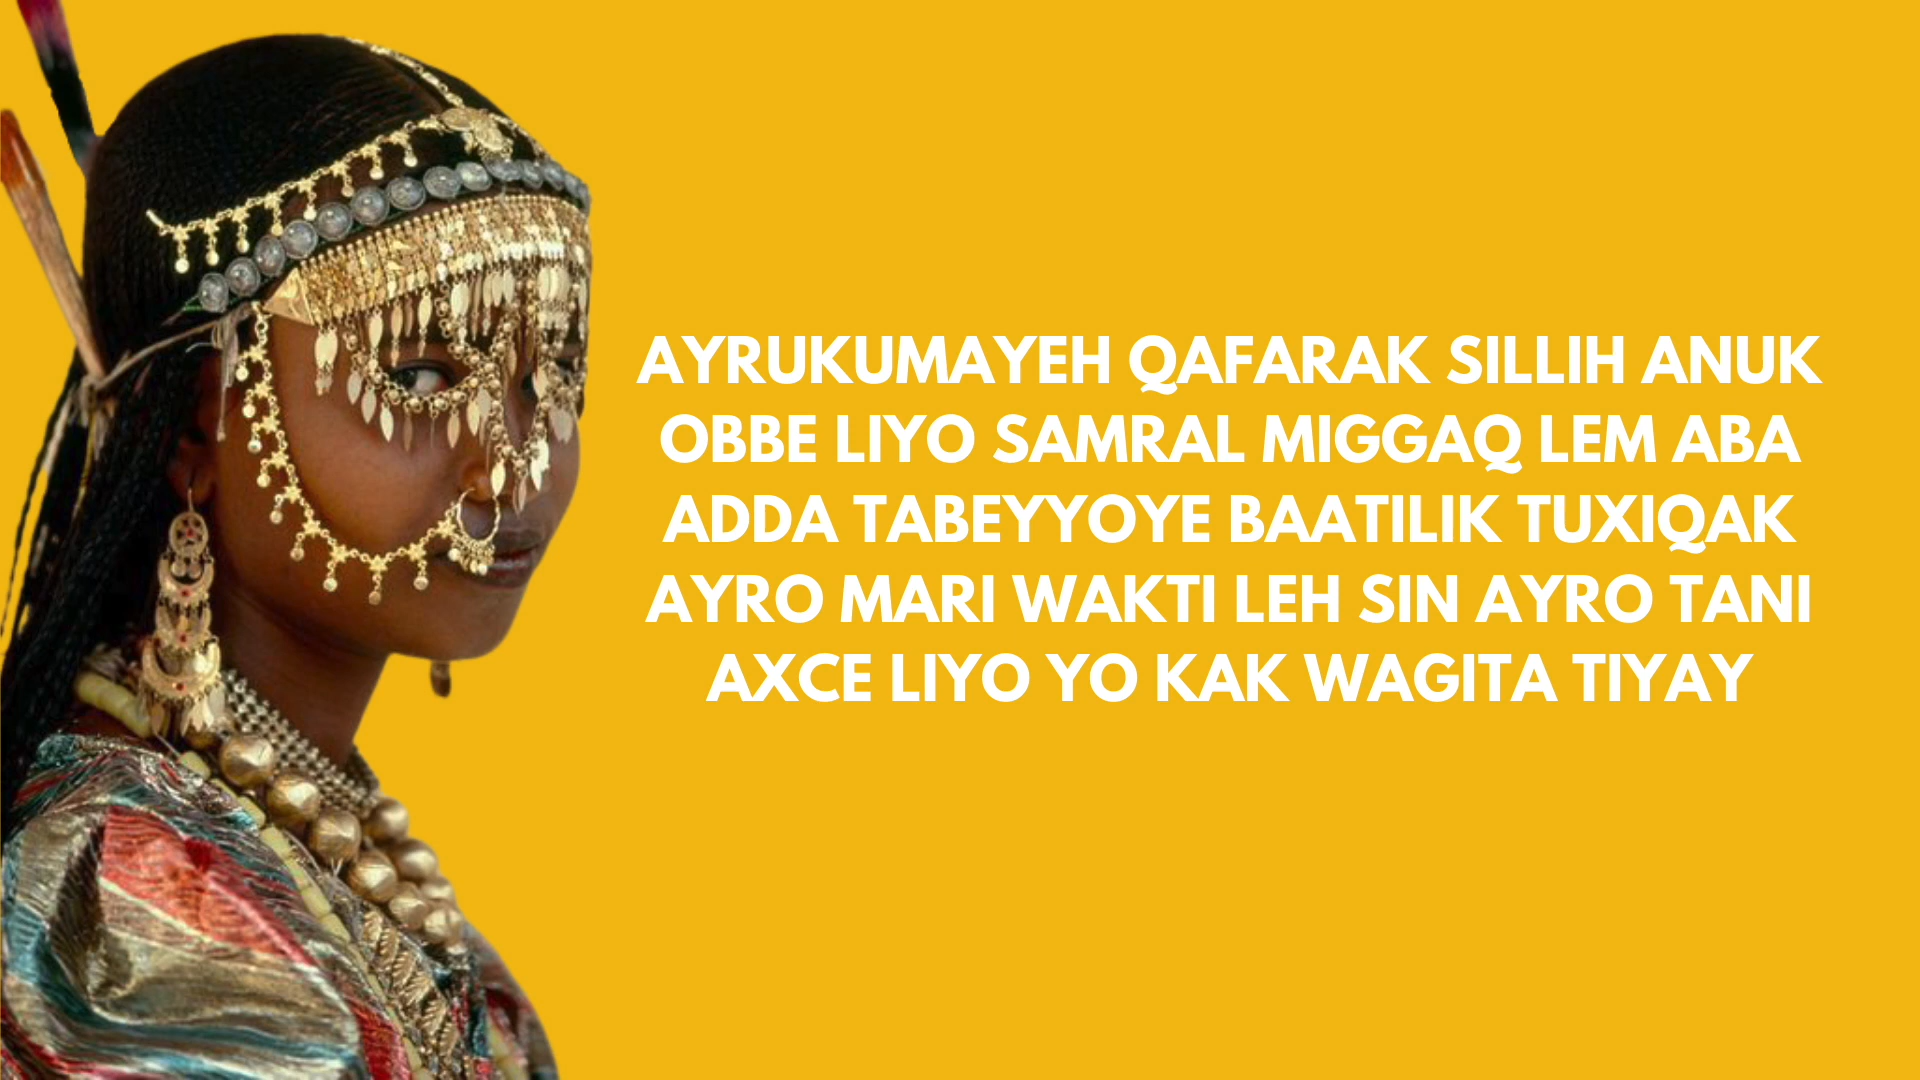 AYRUKUMAYEH QAFARAK SILLIH ANUK
OBBE LIYO SAMRAL MIGGAQ LEM ABA
ADDA TABEYYOYE BAATILIK TUXIQAK
AYRO MARI WAKTI LEH SIN AYRO TANI
AXCE LIYO YO KAK WAGITA TIYAY